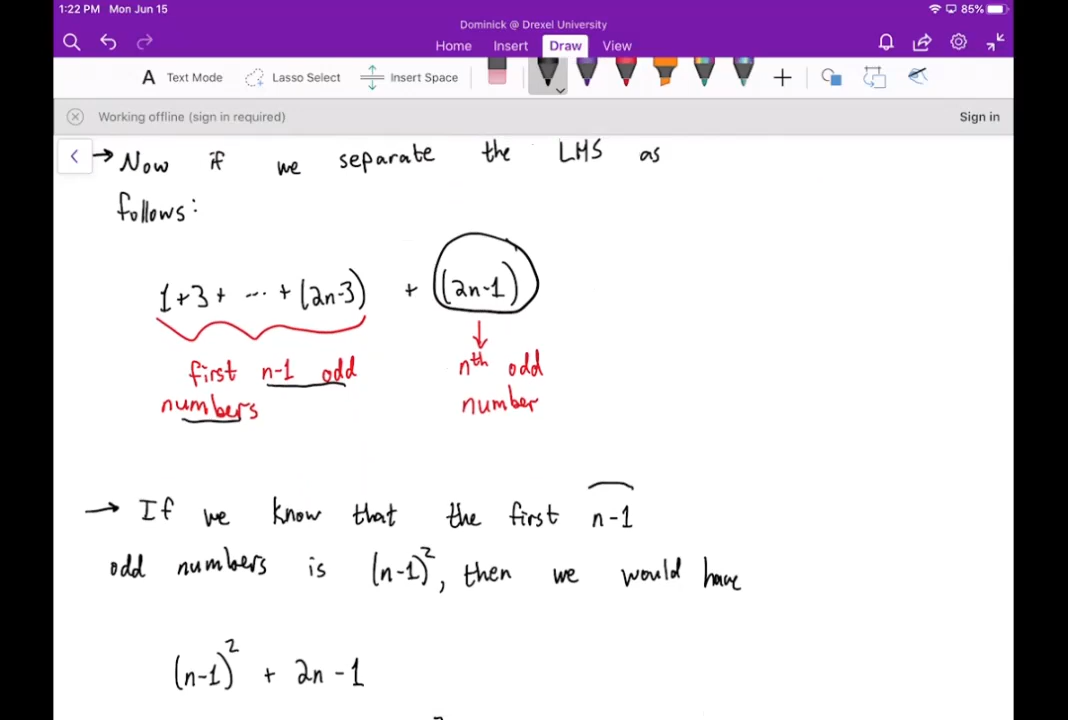 1:22 PM Mon Jun 15
85%
Dominick @ Drexel University
Home Insert Draw View
A Text Mode Lasso Select Insert Space
Working offline (sign in required) Sign in
→ Now if we separate the LHS as
follows:
1+3+ ... + (2n-3) + (2n-1)
first n-1 odd
numbers
nth odd
number
→ If we know that the first n-1
odd numbers is (n-1)², then we would have
(n-1)² + 2n-1